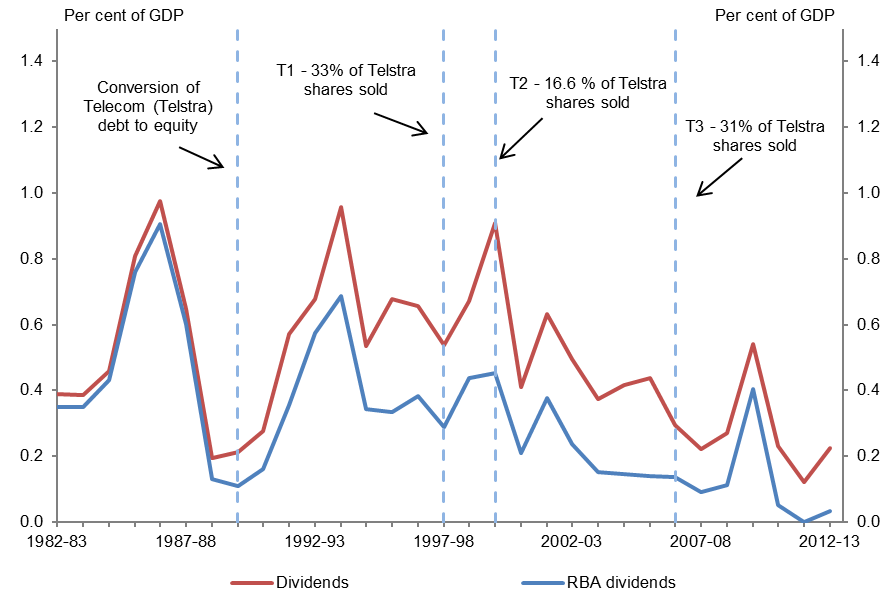 Per cent of GDP
Per cent of GDP
1.4
1.2
1.0
0.8
0.6
0.4
0.2
0.0
Conversion of
Telecom (Telstra)
debt to equity
T1 - 33% of Telstra
shares sold
T2 - 16.6 % of Telstra
shares sold
T3 - 31% of Telstra
shares sold
1.4
1.2
1.0
0.8
0.6
0.4
0.2
0.0
1982-83
1987-88
1992-93
1997-98
2002-03
2007-08
2012-13
Dividends
RBA dividends